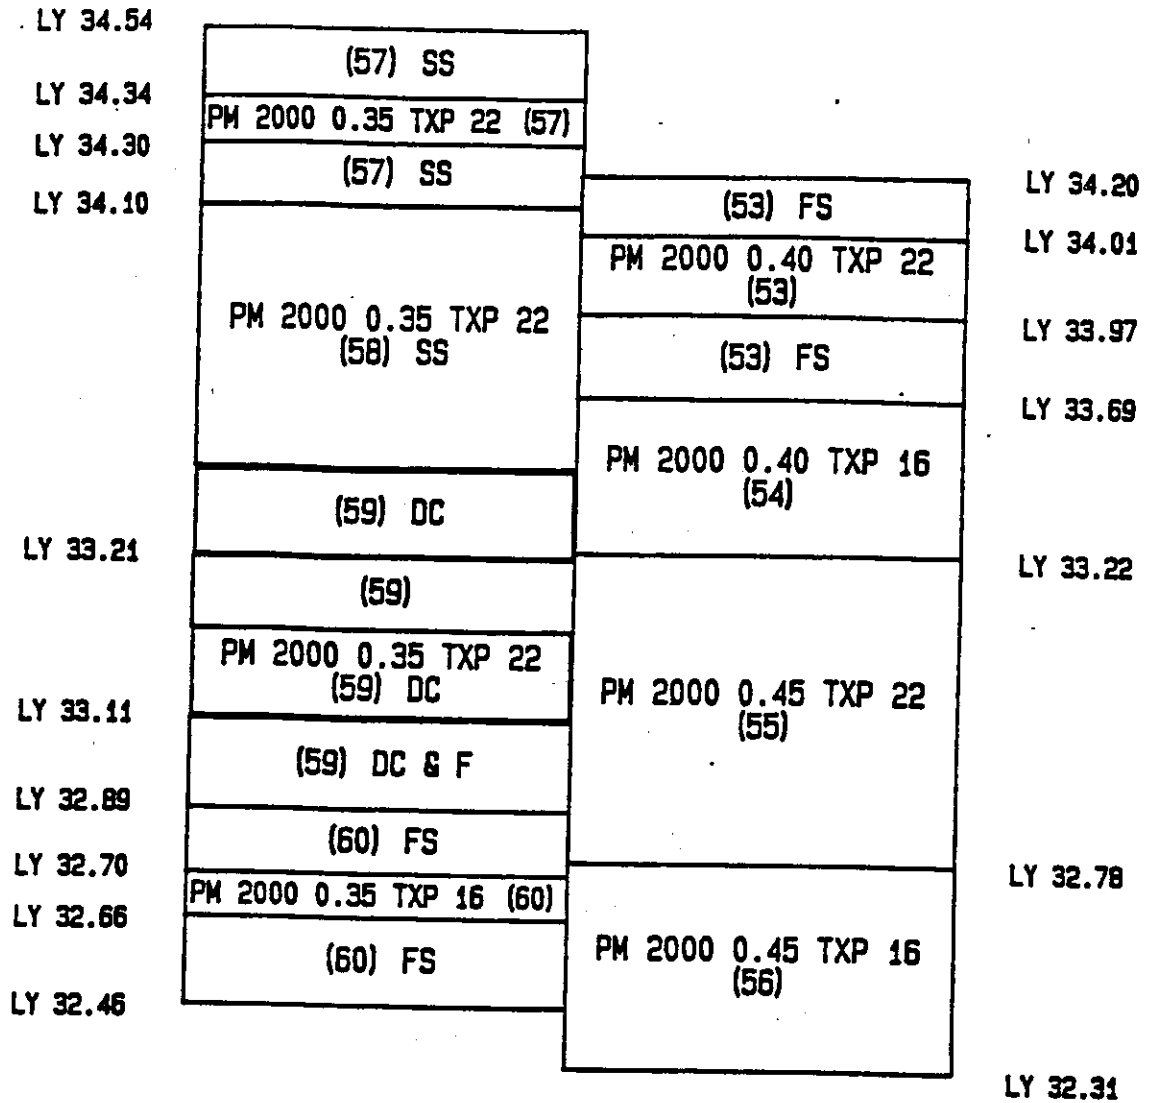 LY 34.54
(57) SS
LY 34.34
PM 2000 0.35 TXP 22 (57)
LY 34.30
(57) SS
LY 34.10
PM 2000 0.35 TXP 22
(58) SS
(59) DC
LY 33.21
(59)
PM 2000 0.35 TXP 22
(59) DC
LY 33.11
(59) DC & F
LY 32.89
(60) FS
LY 32.70
PM 2000 0.35 TXP 16 (60)
LY 32.66
(60) FS
LY 32.46
LY 34.20
(53) FS
LY 34.01
PM 2000 0.40 TXP 22
(53)
LY 33.97
(53) FS
LY 33.69
PM 2000 0.40 TXP 16
(54)
LY 33.22
PM 2000 0.45 TXP 22
(55)
LY 32.78
PM 2000 0.45 TXP 16
(56)
LY 32.31